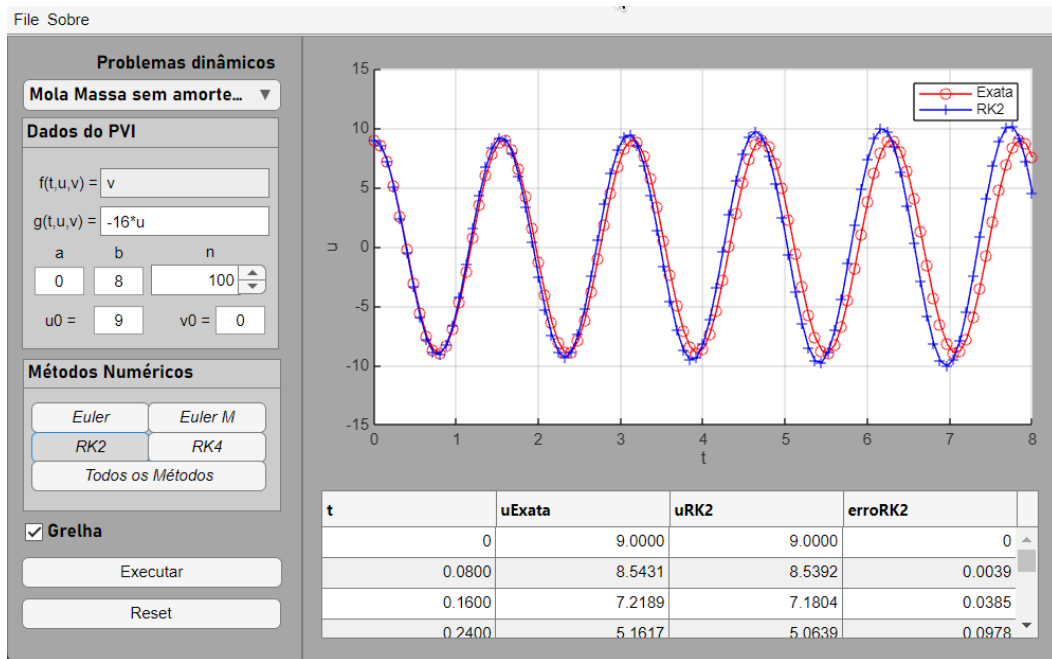 File Sobre
Problemas dinâmicos
Mola Massa sem amorte...
Dados do PVI
f(t,u,v) = v
g(t,u,v) = -16*u
a b n
0 8 100
u0 = 9 v0 = 0
Métodos Numéricos
Euler Euler M
RK2 RK4
Todos os Métodos
Grelha
Executar
Reset
15
10
5
0
-5
-10
-15
u
0 1 2 3 4 5 6 7 8
t
Exata
RK2
t uExata uRK2 erroRK2
0 9.0000 9.0000 0
0.0800 8.5431 8.5392 0.0039
0.1600 7.2189 7.1804 0.0385
0.2400 5.1617 5.0639 0.0978